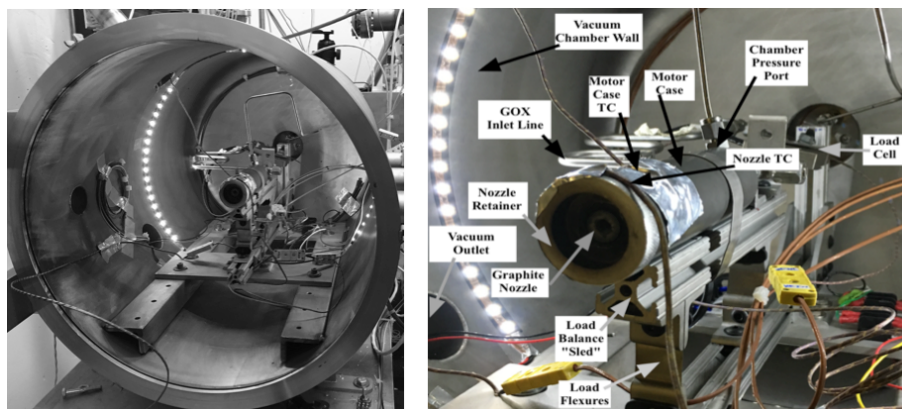 Vacuum
Chamber Wall
Chamber
Pressure
Port
Motor
Case
TC
Motor
Case
GOX
Inlet Line
Load
Cell
Nozzle TC
Nozzle
Retainer
Vacuum
Outlet
Graphite
Nozzle
Load
Balance
"Sled"
Load
Flexures